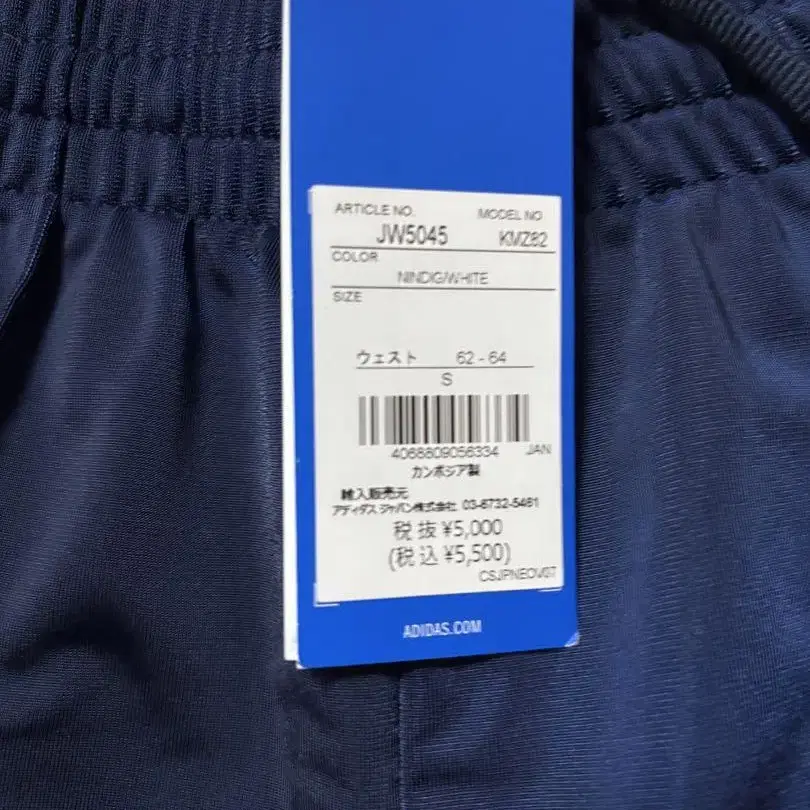 ARTICLE NO. MODEL NO
JW5045 KMZ82
COLOR
NINDIG/WHITE
SIZE
ウェスト 62 - 64
S
4068809056334 JAN
カンボジア製
輸入販売元
アディダス ジャパン株式会社 03-6732-5461
税 抜 ¥5,000
(税 込 ¥5,500)
CSJPNEOV07
ADIDAS.COM